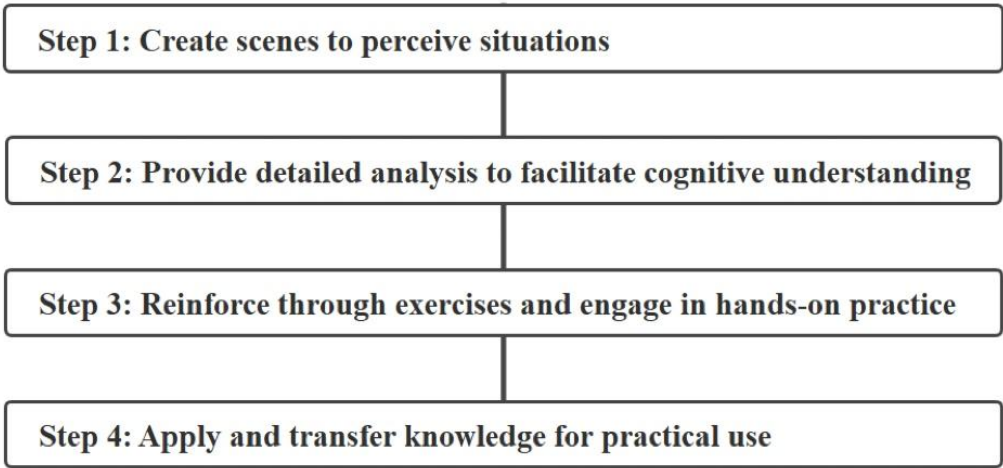 Step 1: Create scenes to perceive situations
Step 2: Provide detailed analysis to facilitate cognitive understanding
Step 3: Reinforce through exercises and engage in hands-on practice
Step 4: Apply and transfer knowledge for practical use